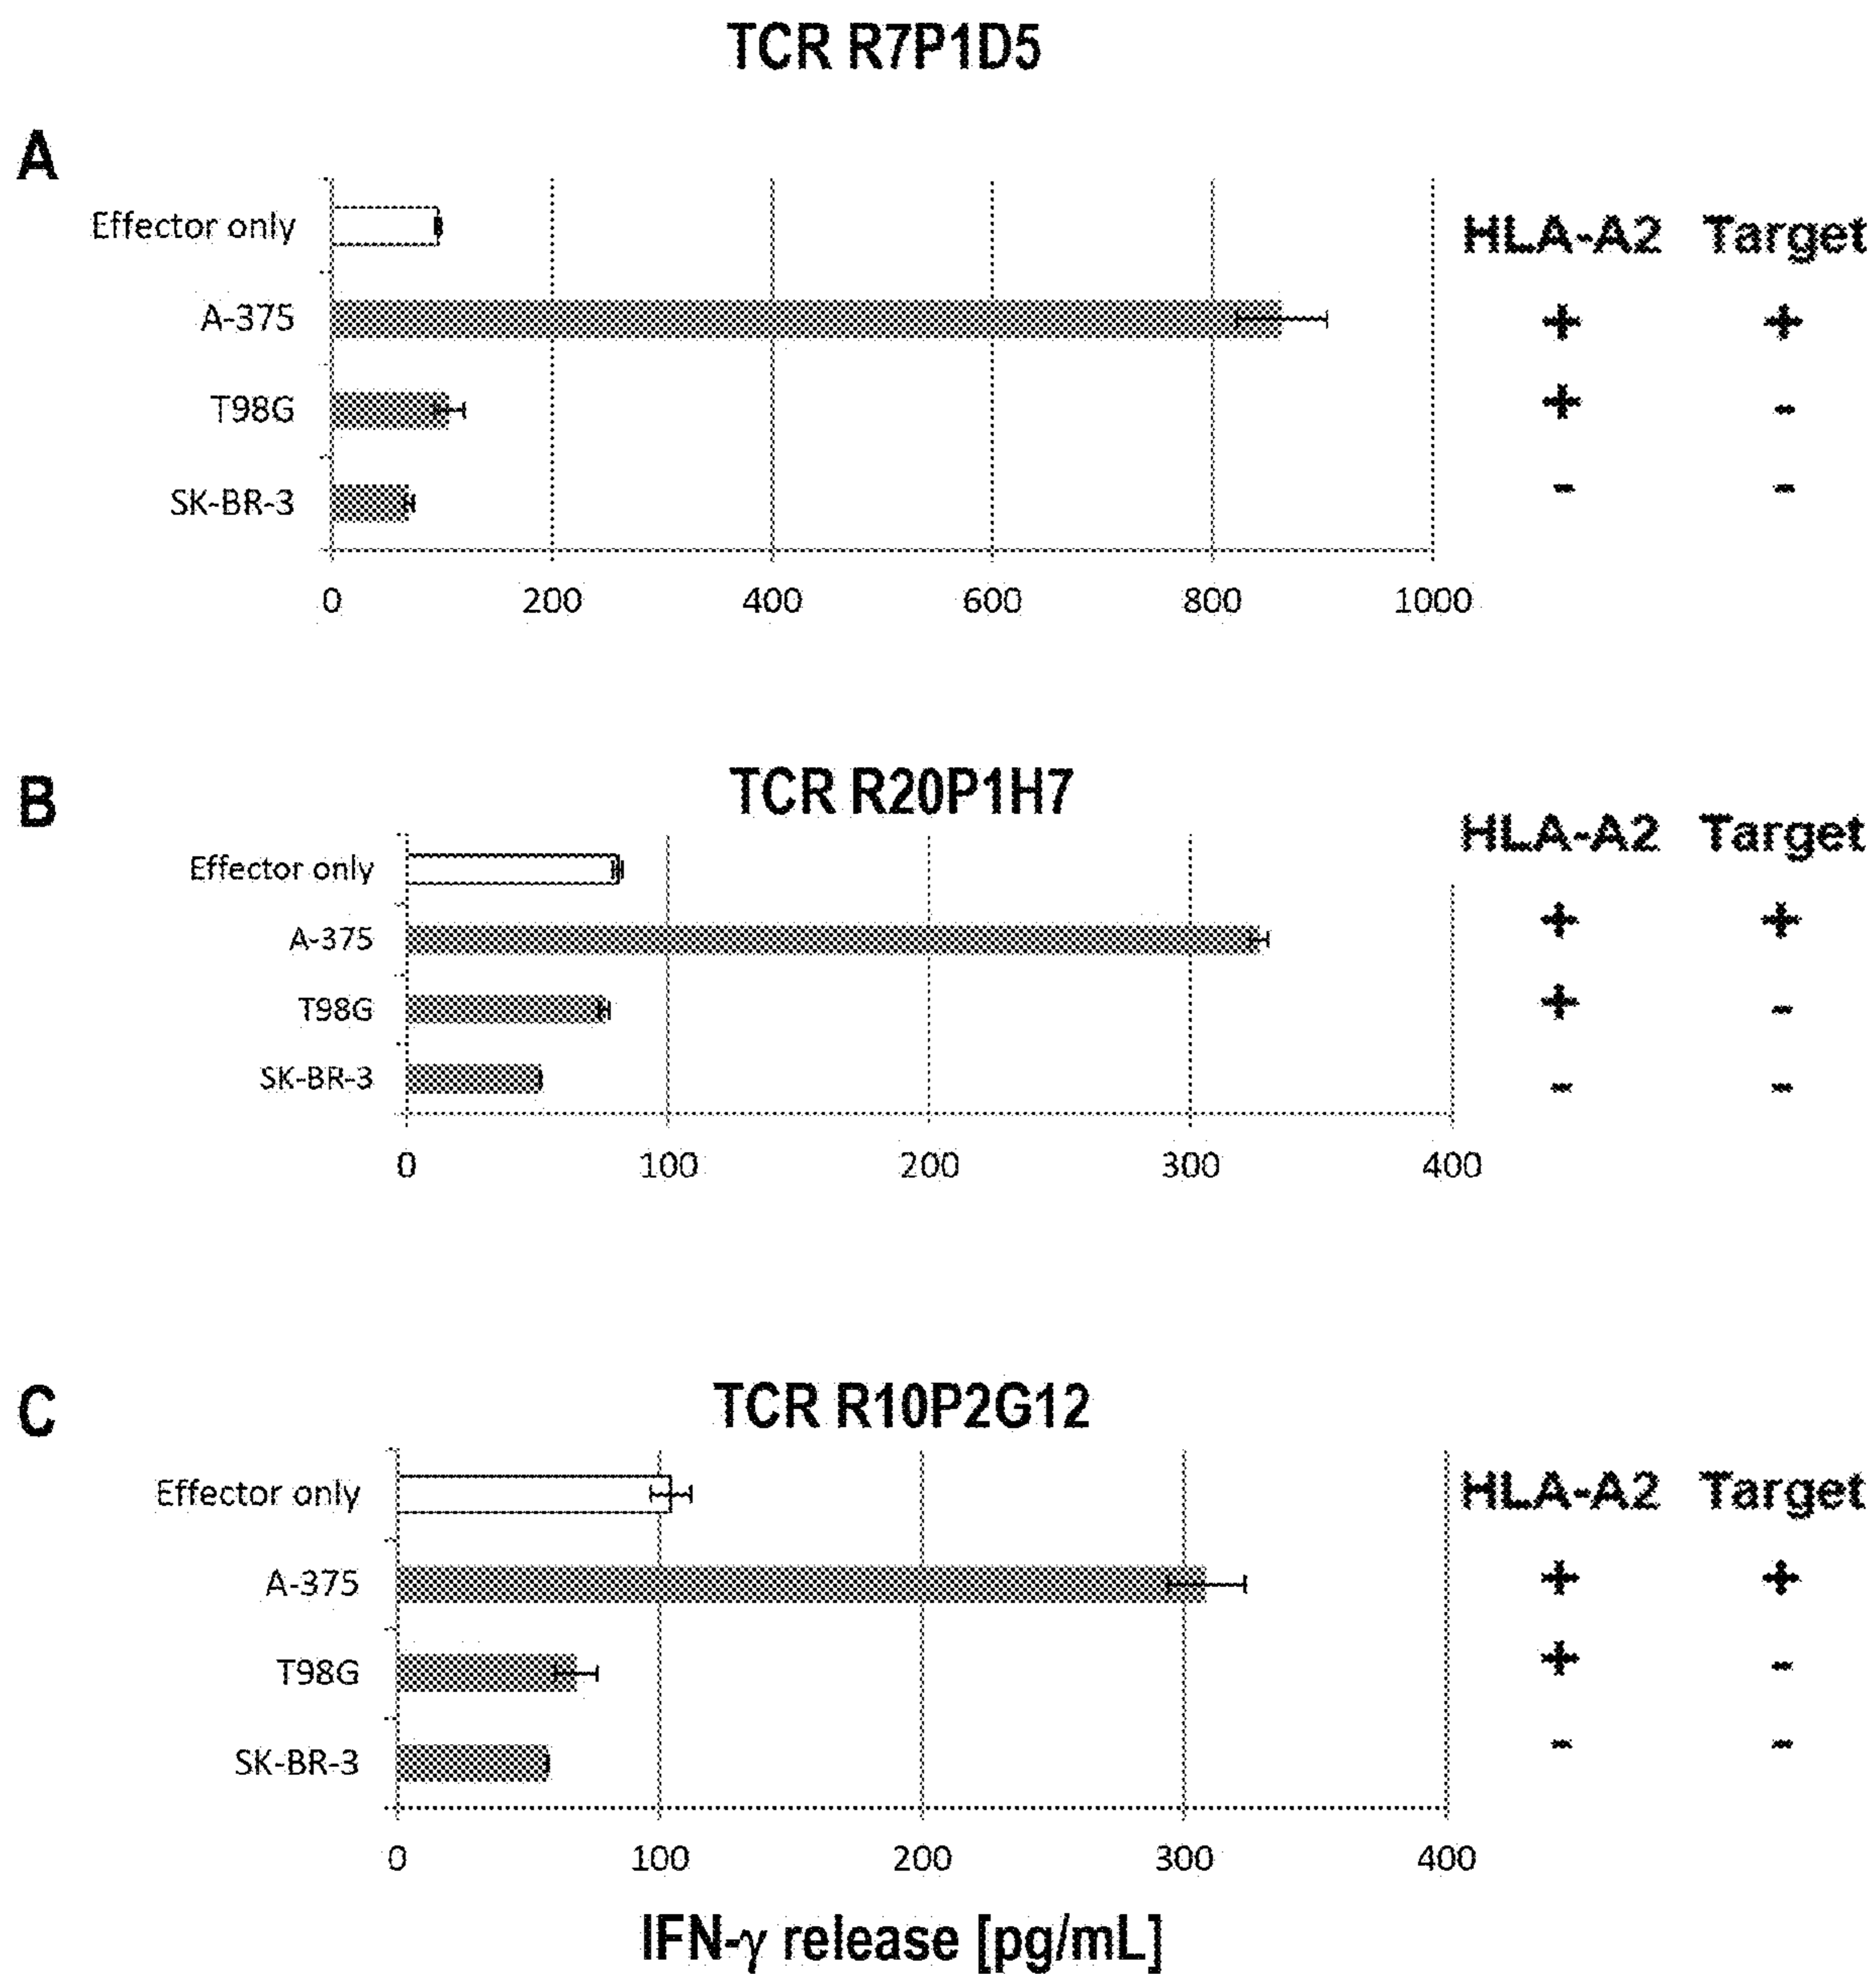 TCR R7P1D5
A
Effector only
HLA-A2 Target
A-375 + +
T98G + -
SK-BR-3 - -
0 200 400 600 800 1000
B
TCR R20P1H7
HLA-A2 Target
Effector only
A-375 + +
T98G + -
SK-BR-3 - -
0 100 200 300 400
C
TCR R10P2G12
Effector only HLA-A2 Target
A-375 + +
T98G + -
SK-BR-3 - -
0 100 200 300 400
IFN-γ release [pg/mL]